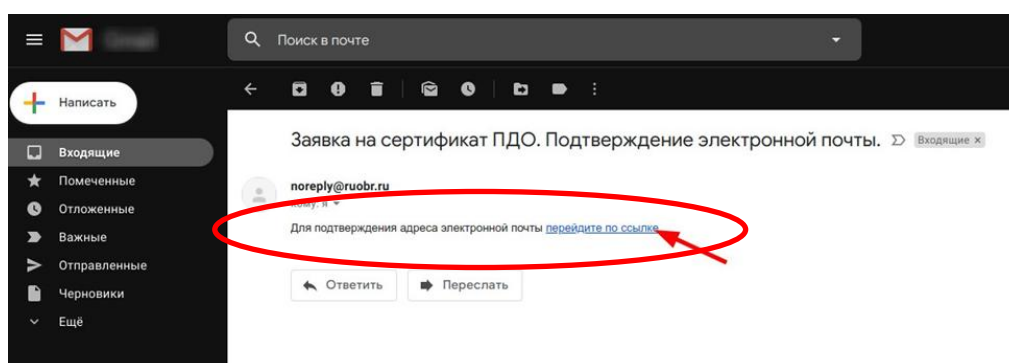 Поиск в почте
Написать
Входящие
Помеченные
Отложенные
Важные
Отправленные
Черновики
Ещё
Заявка на сертификат ПДО. Подтверждение электронной почты. Входящие ×
noreply@ruobr.ru
кому: я
Для подтверждения адреса электронной почты перейдите по ссылке
Ответить Переслать